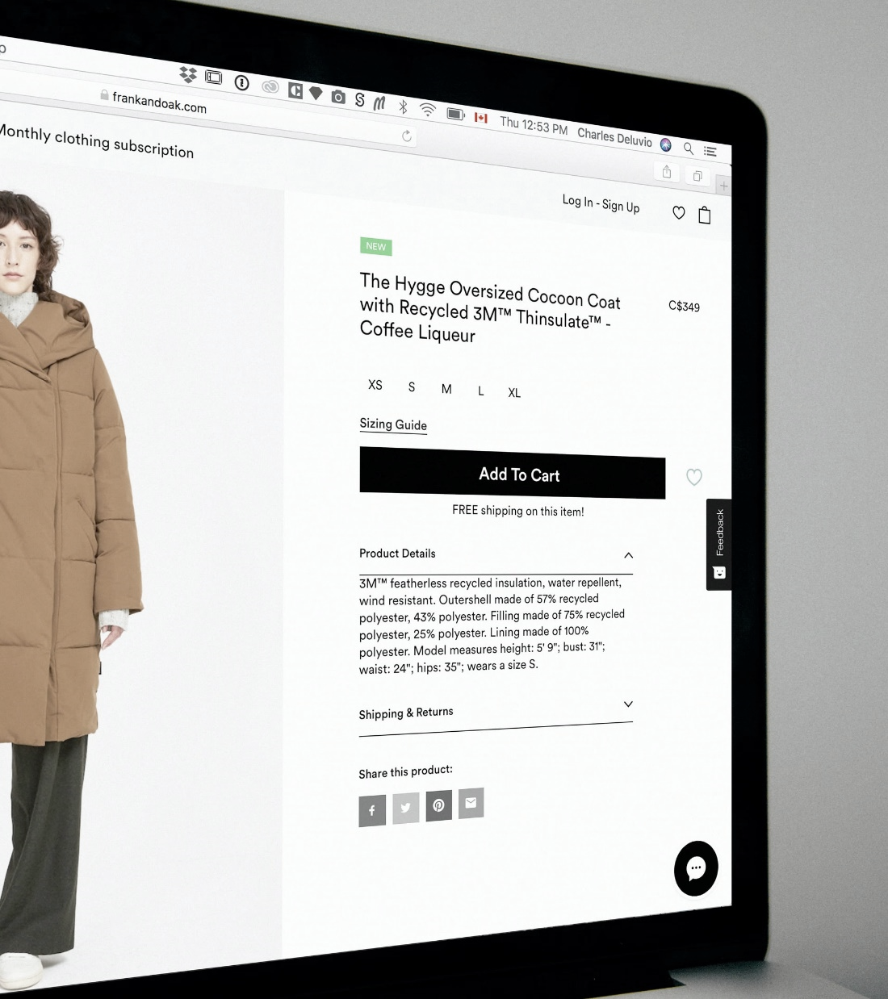 frankandoak.com
Thu 12:53 PM Charles Deluvio
Monthly clothing subscription
Log In - Sign Up
NEW
The Hygge Oversized Cocoon Coat
with Recycled 3M™ Thinsulate™ -
Coffee Liqueur
C$349
XS S M L XL
Sizing Guide
Add To Cart
FREE shipping on this item!
Feedback
Product Details
3M™ featherless recycled insulation, water repellent,
wind resistant. Outershell made of 57% recycled
polyester, 43% polyester. Filling made of 75% recycled
polyester, 25% polyester. Lining made of 100%
polyester. Model measures height: 5' 9"; bust: 31";
waist: 24"; hips: 35"; wears a size S.
Shipping & Returns
Share this product: